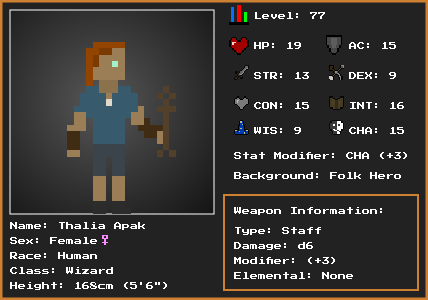 Level: 77
HP: 19
AC: 15
STR: 13
DEX: 9
CON: 15
INT: 16
WIS: 9
CHA: 15
Stat Modifier: CHA (+3)
Background: Folk Hero
Name: Thalia Apak
Sex: Female♀
Race: Human
Class: Wizard
Height: 168cm (5'6")
Weapon Information:
Type: Staff
Damage: d6
Modifier: (+3)
Elemental: None